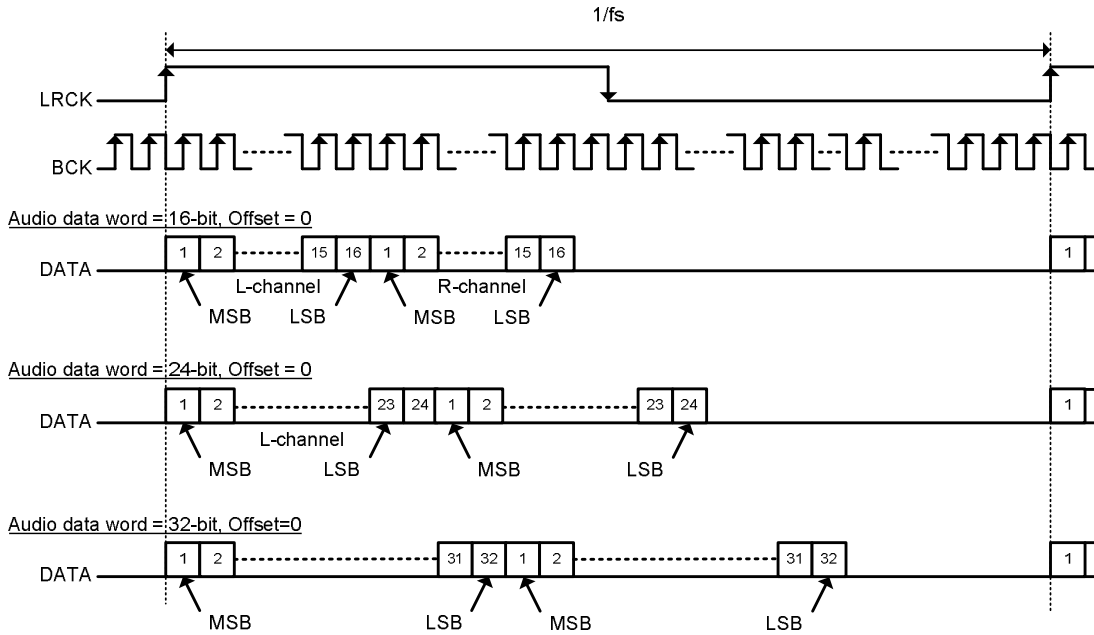 1/fs
LRCK
BCK
Audio data word = 16-bit, Offset = 0
DATA 1 2 15 16 1 2 15 16 1
L-channel R-channel
MSB LSB MSB LSB
Audio data word = 24-bit, Offset = 0
DATA 1 2 23 24 1 2 23 24 1
L-channel
MSB LSB MSB LSB
Audio data word = 32-bit, Offset=0
DATA 1 2 31 32 1 2 31 32 1
MSB LSB MSB LSB